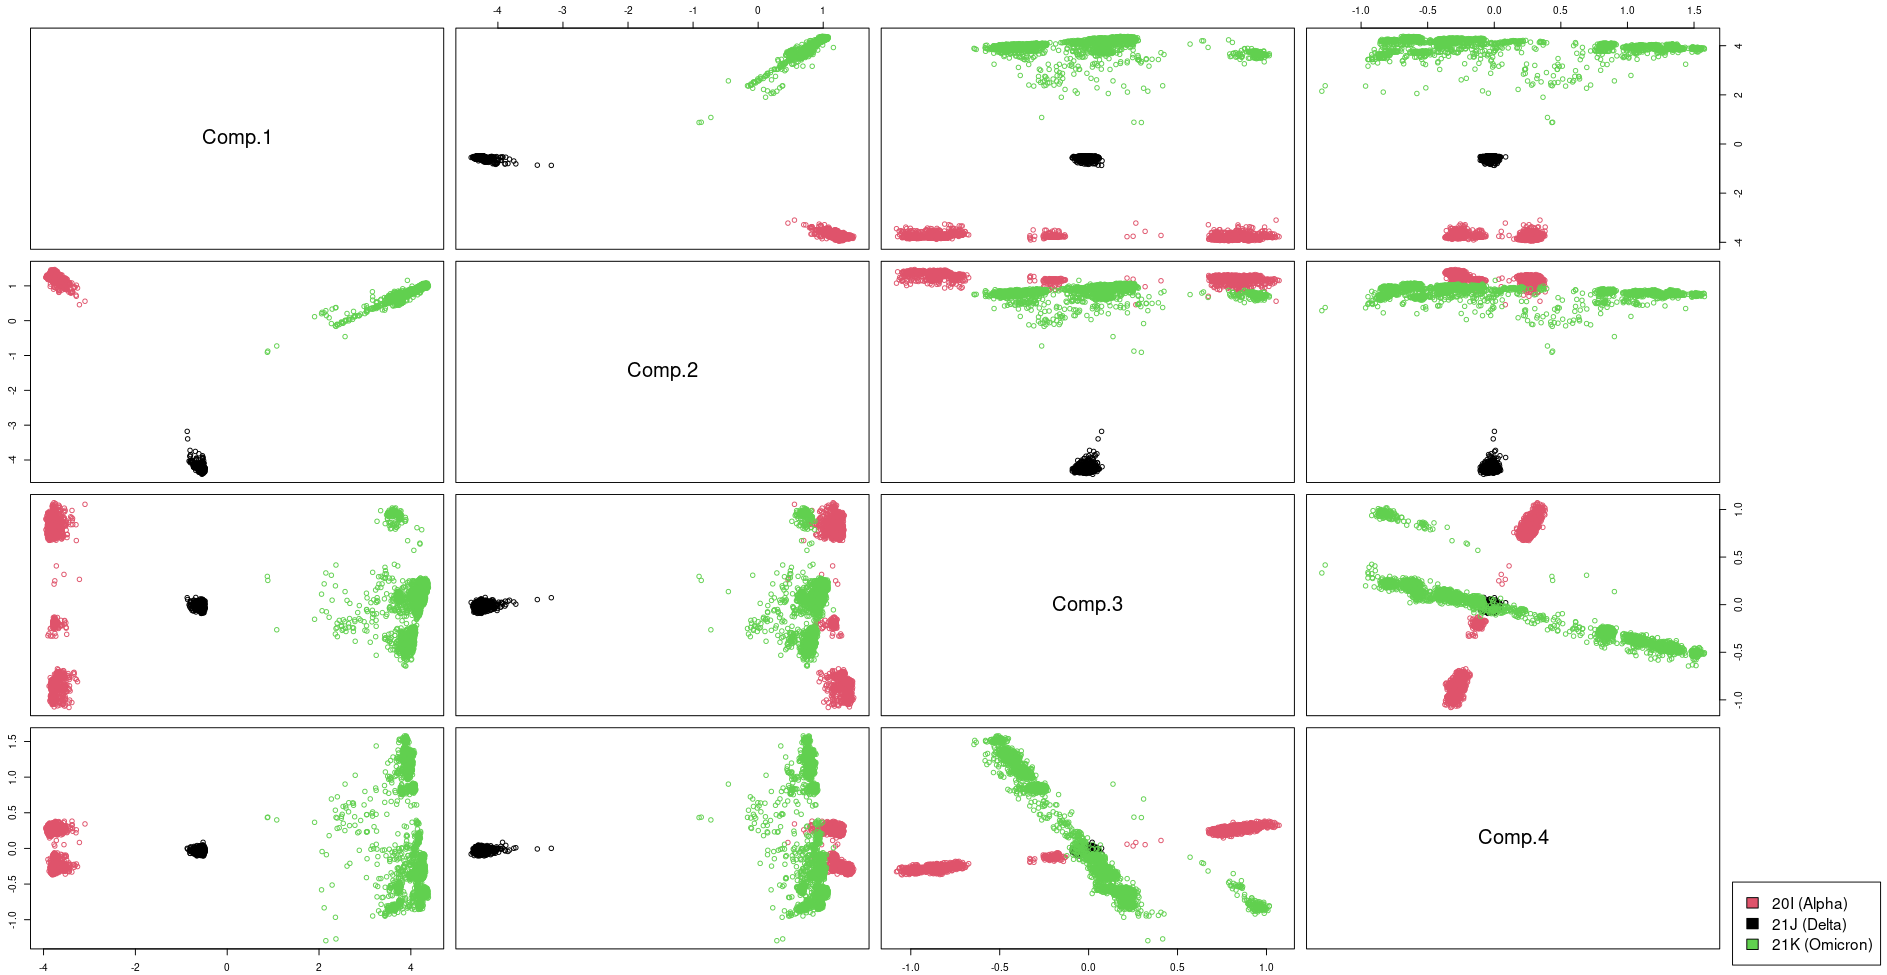 -4 -3 -2 -1 0 1
-1.0 -0.5 0.0 0.5 1.0 1.5
Comp.1
4 2 0 -2 -4
1 0 -1 -2 -3 -4
Comp.2
Comp.3
1.0 0.5 0.0 -0.5 -1.0
1.5 1.0 0.5 0.0 -0.5 -1.0
Comp.4
-4 -2 0 2 4
-1.0 -0.5 0.0 0.5 1.0
20I (Alpha)
21J (Delta)
21K (Omicron)